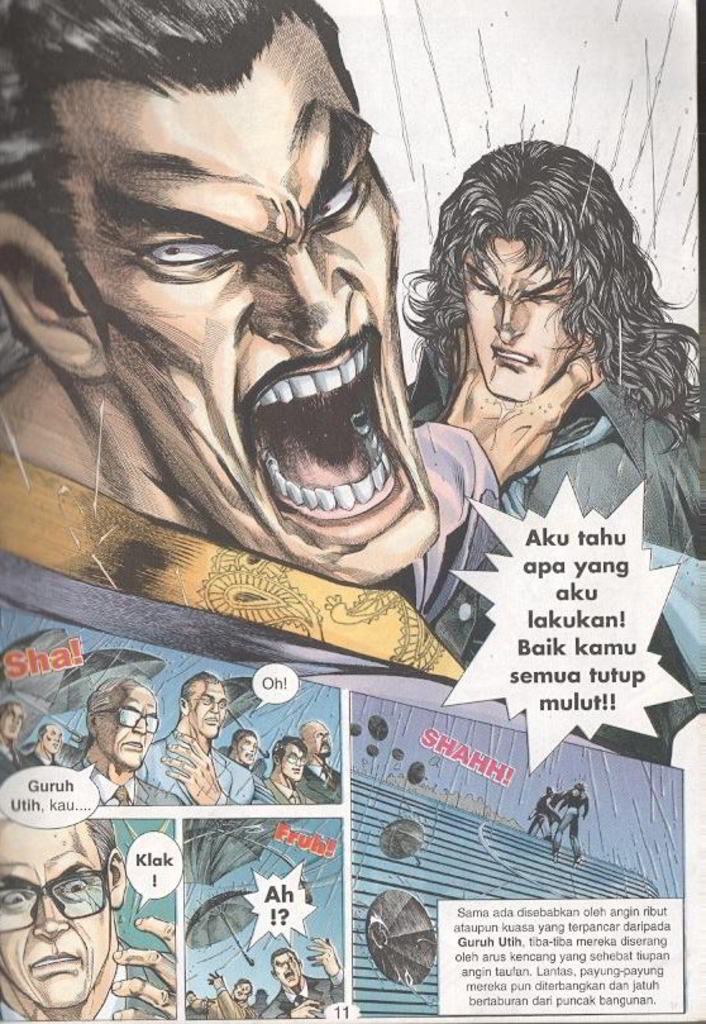 Aku tahu
apa yang
aku
lakukan!
Baik kamu
semua tutup
mulut!!
Sha!
Oh!
Guruh
Utih, kau....
SHAHH!
Klak
!
Fruh!
Ah
!?
Sama ada disebabkan oleh angin ribut
ataupun kuasa yang terpancar daripada
Guruh Utih, tiba-tiba mereka diserang
oleh arus kencang yang sehebat tiupan
angin taufan. Lantas, payung-payung
mereka pun diterbangkan dan jatuh
bertaburan dari puncak bangunan.
11